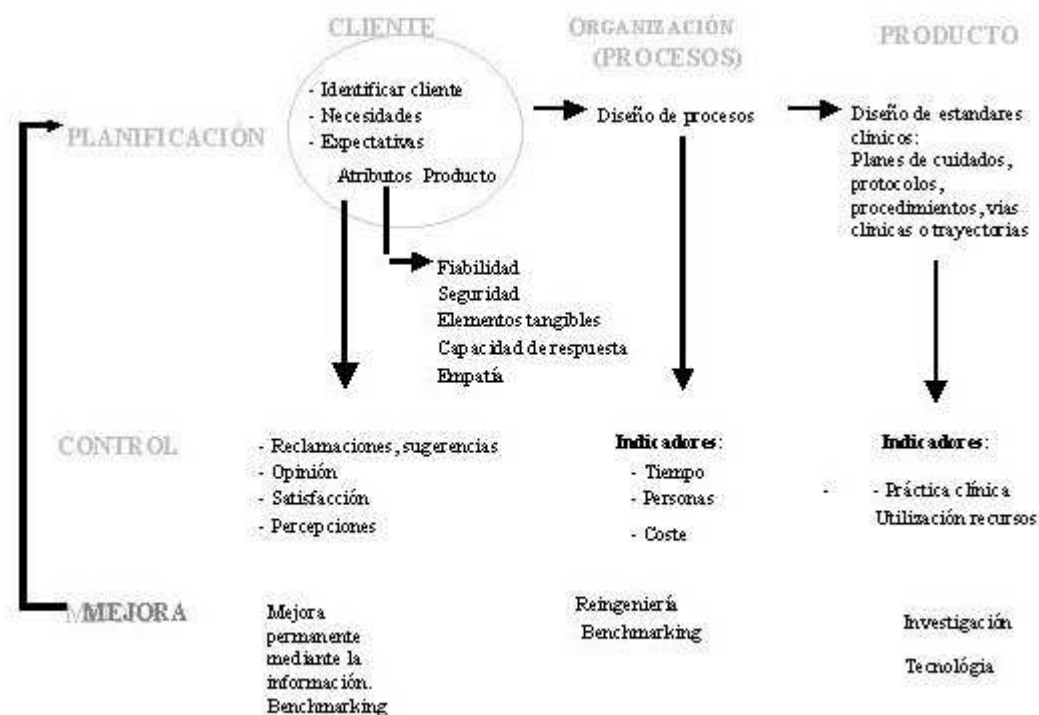 CLIENTE
ORGANIZACIÓN
(PROCESOS)
PRODUCTO
PLANIFICACIÓN
- Identificar cliente
- Necesidades
- Expectativas
Atributos Producto
Diseño de procesos
Diseño de estandares
clínicos:
Planes de cuidados,
protocolos,
procedimientos, vías
clínicas o trayectorias
Fiabilidad
Seguridad
Elementos tangibles
Capacidad de respuesta
Empatía
CONTROL
- Reclamaciones, sugerencias
- Opinión
- Satisfacción
- Percepciones
Indicadores:
- Tiempo
- Personas
- Coste
Indicadores:
- - Práctica clínica
Utilización recursos
MEJORA
Mejora
permanente
mediante la
información.
Benchmarking
Reingeniería
Benchmarking
Investigación
Tecnológia